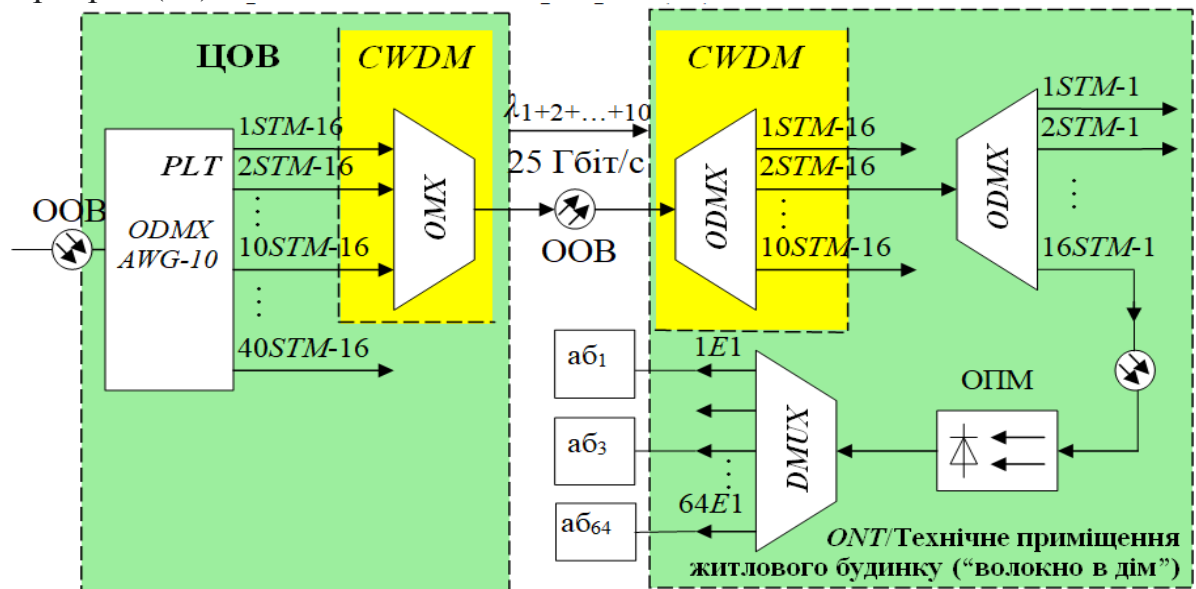 ЦОВ
CWDM
1STM-16
PLT
2STM-16
ООВ
ODMX
AWG-10
10STM-16
40STM-16
OMX
λ1+2+…+10
25 Гбіт/с
ООВ
CWDM
1STM-16
2STM-16
10STM-16
ODMX
1STM-1
2STM-1
16STM-1
ODMX
аб1
1E1
аб3
64E1
аб64
DMUX
ОПМ
ONT/Технічне приміщення
житлового будинку (“волокно в дім”)